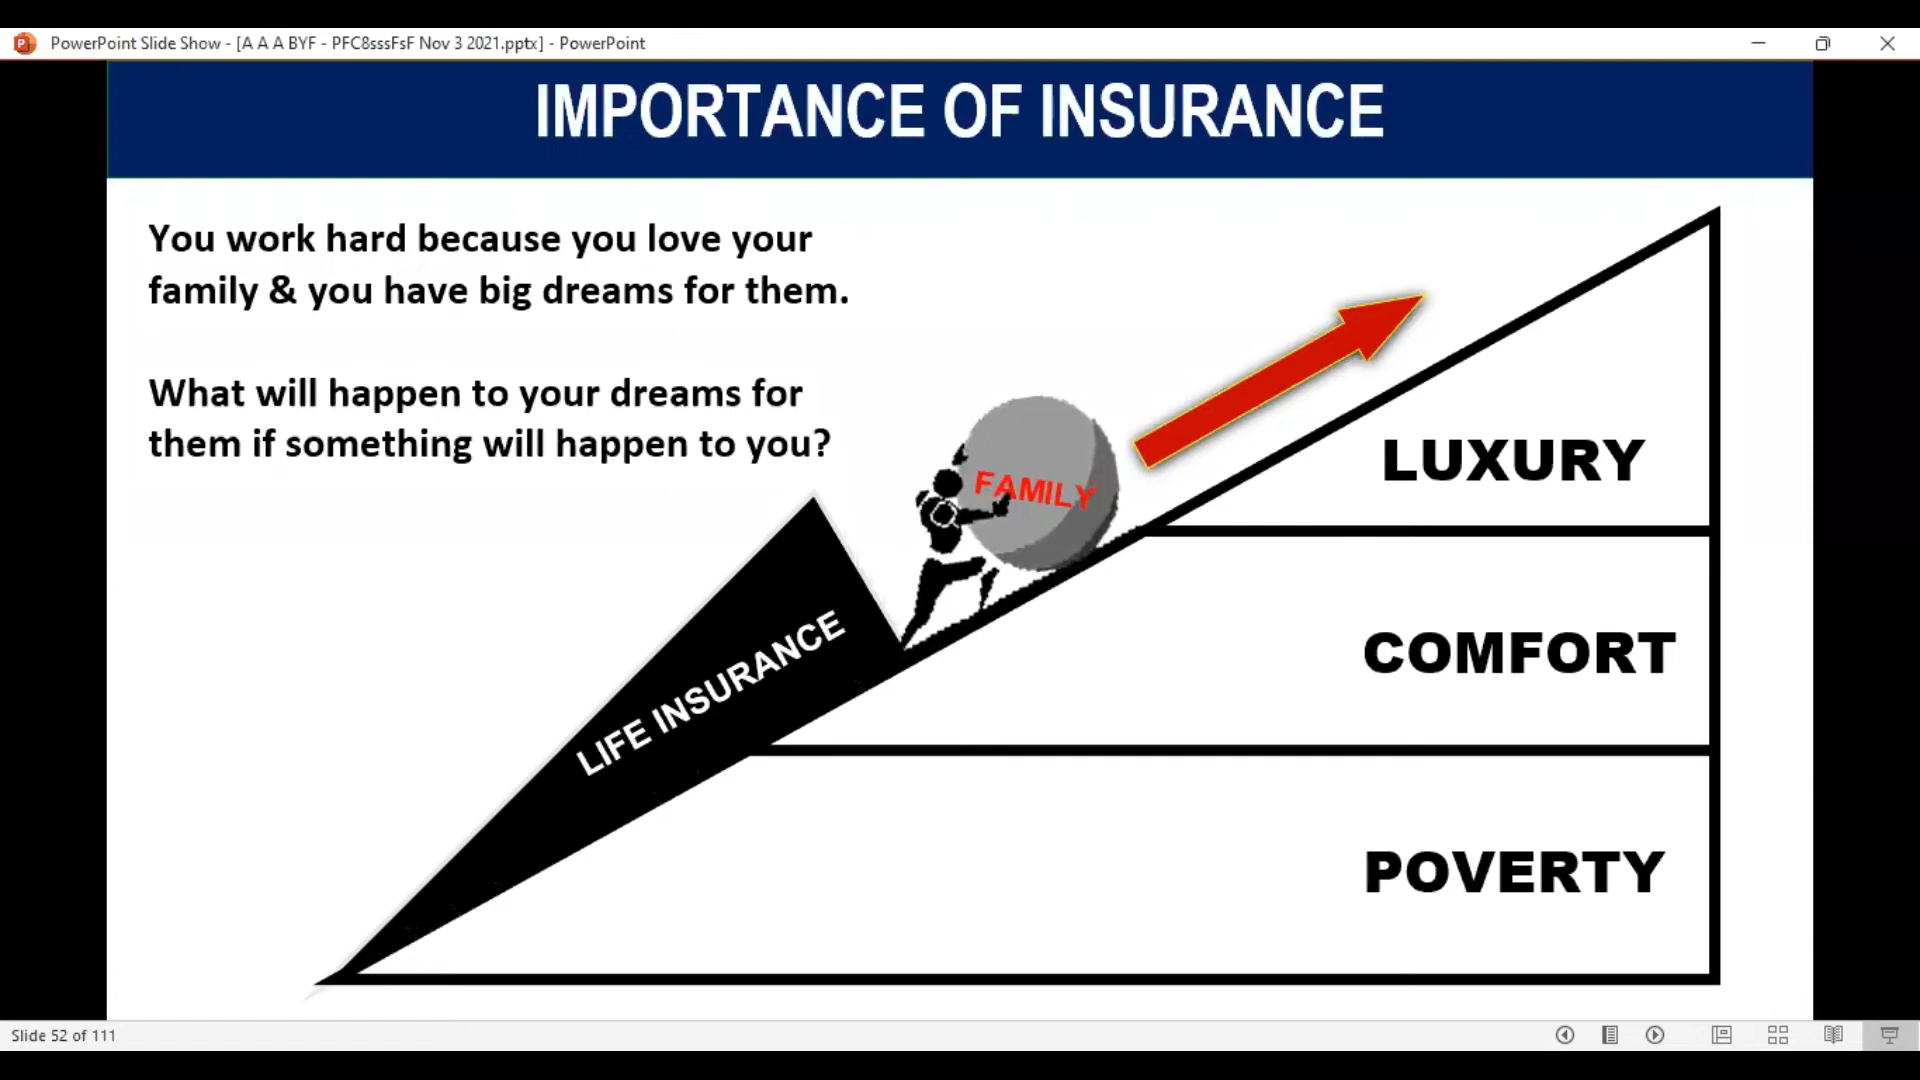 PowerPoint Slide Show - [A A A BYF - PFC8sssFsF Nov 3 2021.pptx] - PowerPoint
IMPORTANCE OF INSURANCE
You work hard because you love your
family & you have big dreams for them.
What will happen to your dreams for
them if something will happen to you?
FAMILY
LUXURY
LIFE INSURANCE
COMFORT
POVERTY
Slide 52 of 111